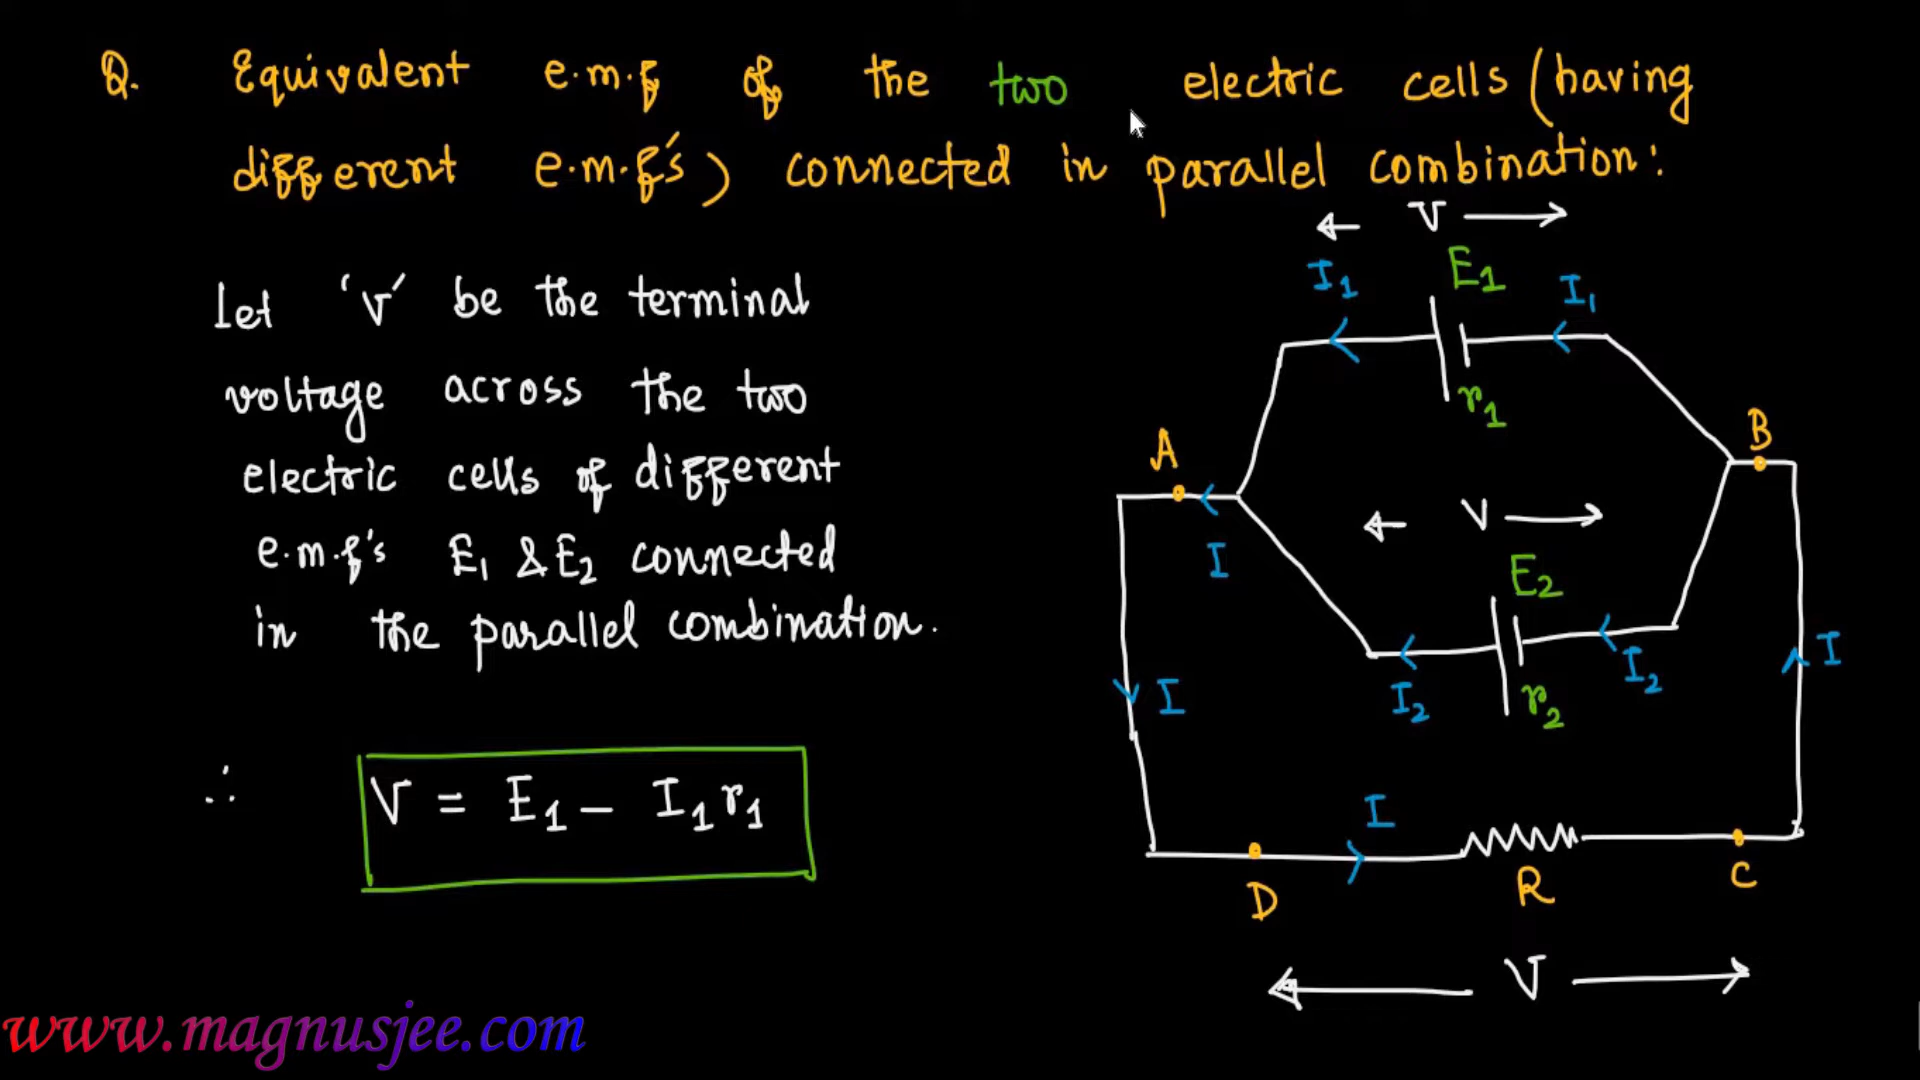 Q. Equivalent e.m.f of the two electric cells (having
different e.m.f's) connected in parallel combination:
V
I1 E1 I1
Let 'V' be the terminal
voltage across the two
r1
A B
electric cells of different
V
e.m.f's E1 & E2 connected
I E2
in the parallel combination.
I I2 r2 I2 I
∴ V = E1 - I1 r1
I
D R C
V
www.magnusjee.com